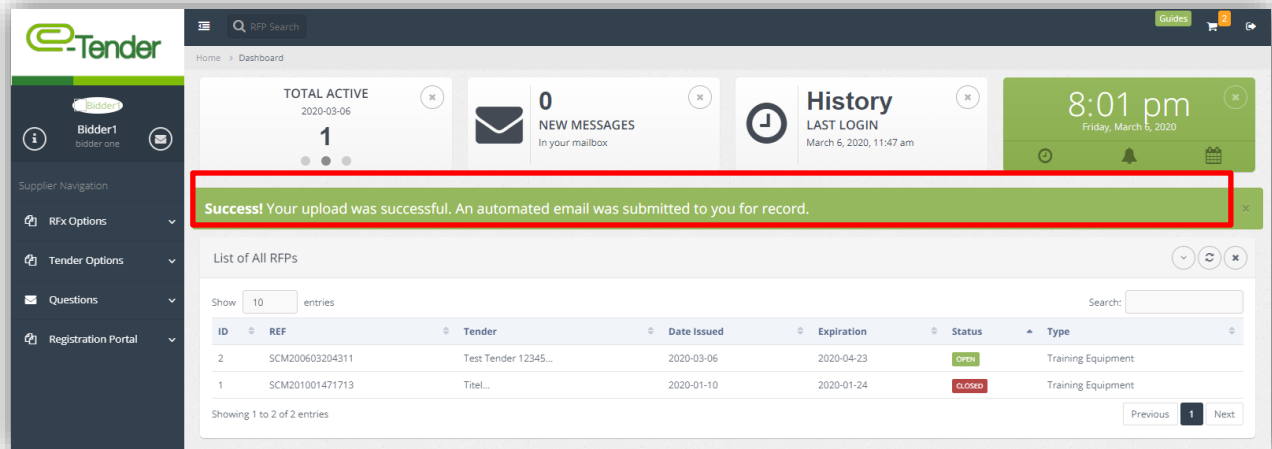 e-Tender
RFP Search
Guides
2
Home > Dashboard
Bidder1
Bidder1
bidder one
TOTAL ACTIVE
2020-03-06
1
0
NEW MESSAGES
In your mailbox
History
LAST LOGIN
March 6, 2020, 11:47 am
8:01 pm
Friday, March 6, 2020
Supplier Navigation
RFx Options
Tender Options
Questions
Registration Portal
Success! Your upload was successful. An automated email was submitted to you for record.
List of All RFPs
Show 10 entries
Search:
ID REF Tender Date Issued Expiration Status Type
2 SCM200603204311 Test Tender 12345... 2020-03-06 2020-04-23 OPEN Training Equipment
1 SCM201001471713 Titel... 2020-01-10 2020-01-24 CLOSED Training Equipment
Showing 1 to 2 of 2 entries
Previous 1 Next